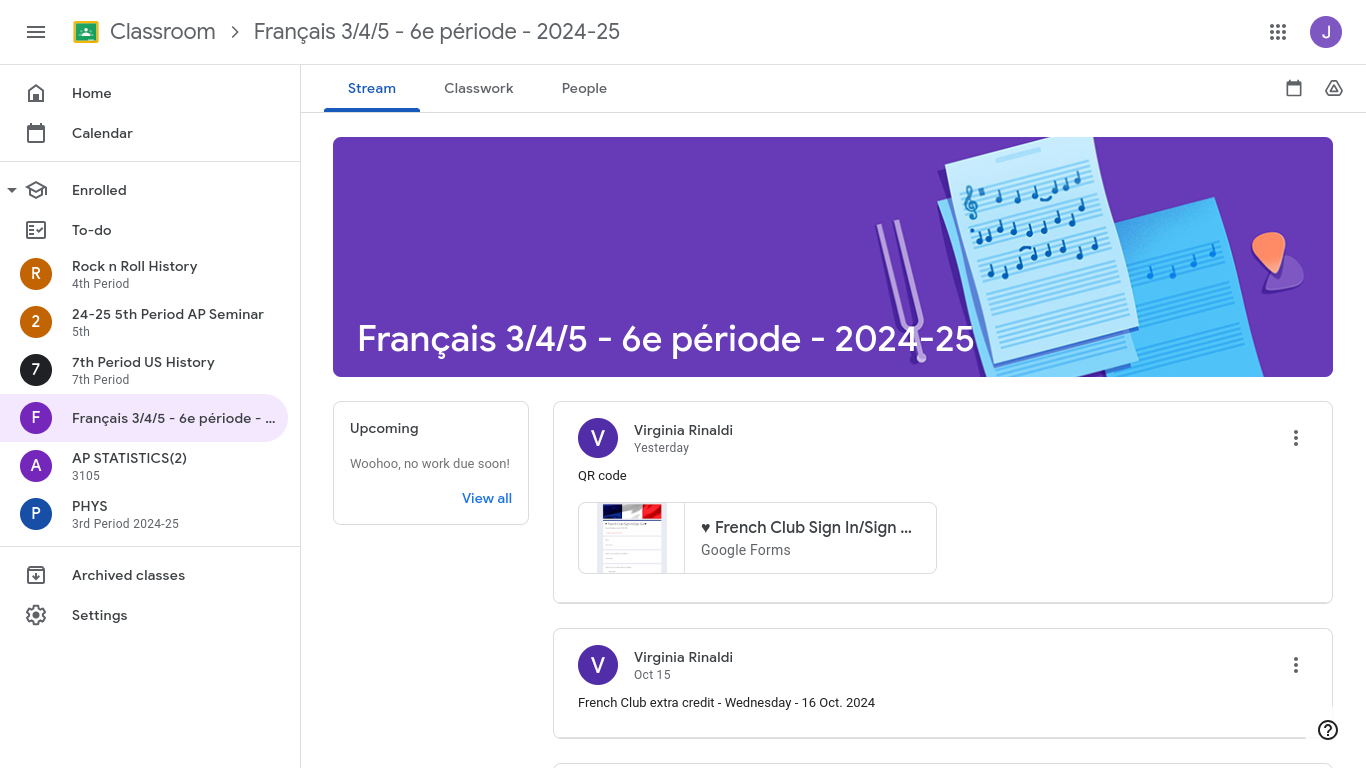 Classroom
Français 3/4/5 - 6e période - 2024-25
J
Home
Calendar
Enrolled
To-do
R
Rock n Roll History
4th Period
2
24-25 5th Period AP Seminar
5th
7
7th Period US History
7th Period
F
Français 3/4/5 - 6e période - ...
A
AP STATISTICS(2)
3105
P
PHYS
3rd Period 2024-25
Archived classes
Settings
Stream
Classwork
People
Français 3/4/5 - 6e période - 2024-25
Upcoming
Woohoo, no work due soon!
View all
V
Virginia Rinaldi
Yesterday
QR code
♥ French Club Sign In/Sign ...
Google Forms
V
Virginia Rinaldi
Oct 15
French Club extra credit - Wednesday - 16 Oct. 2024